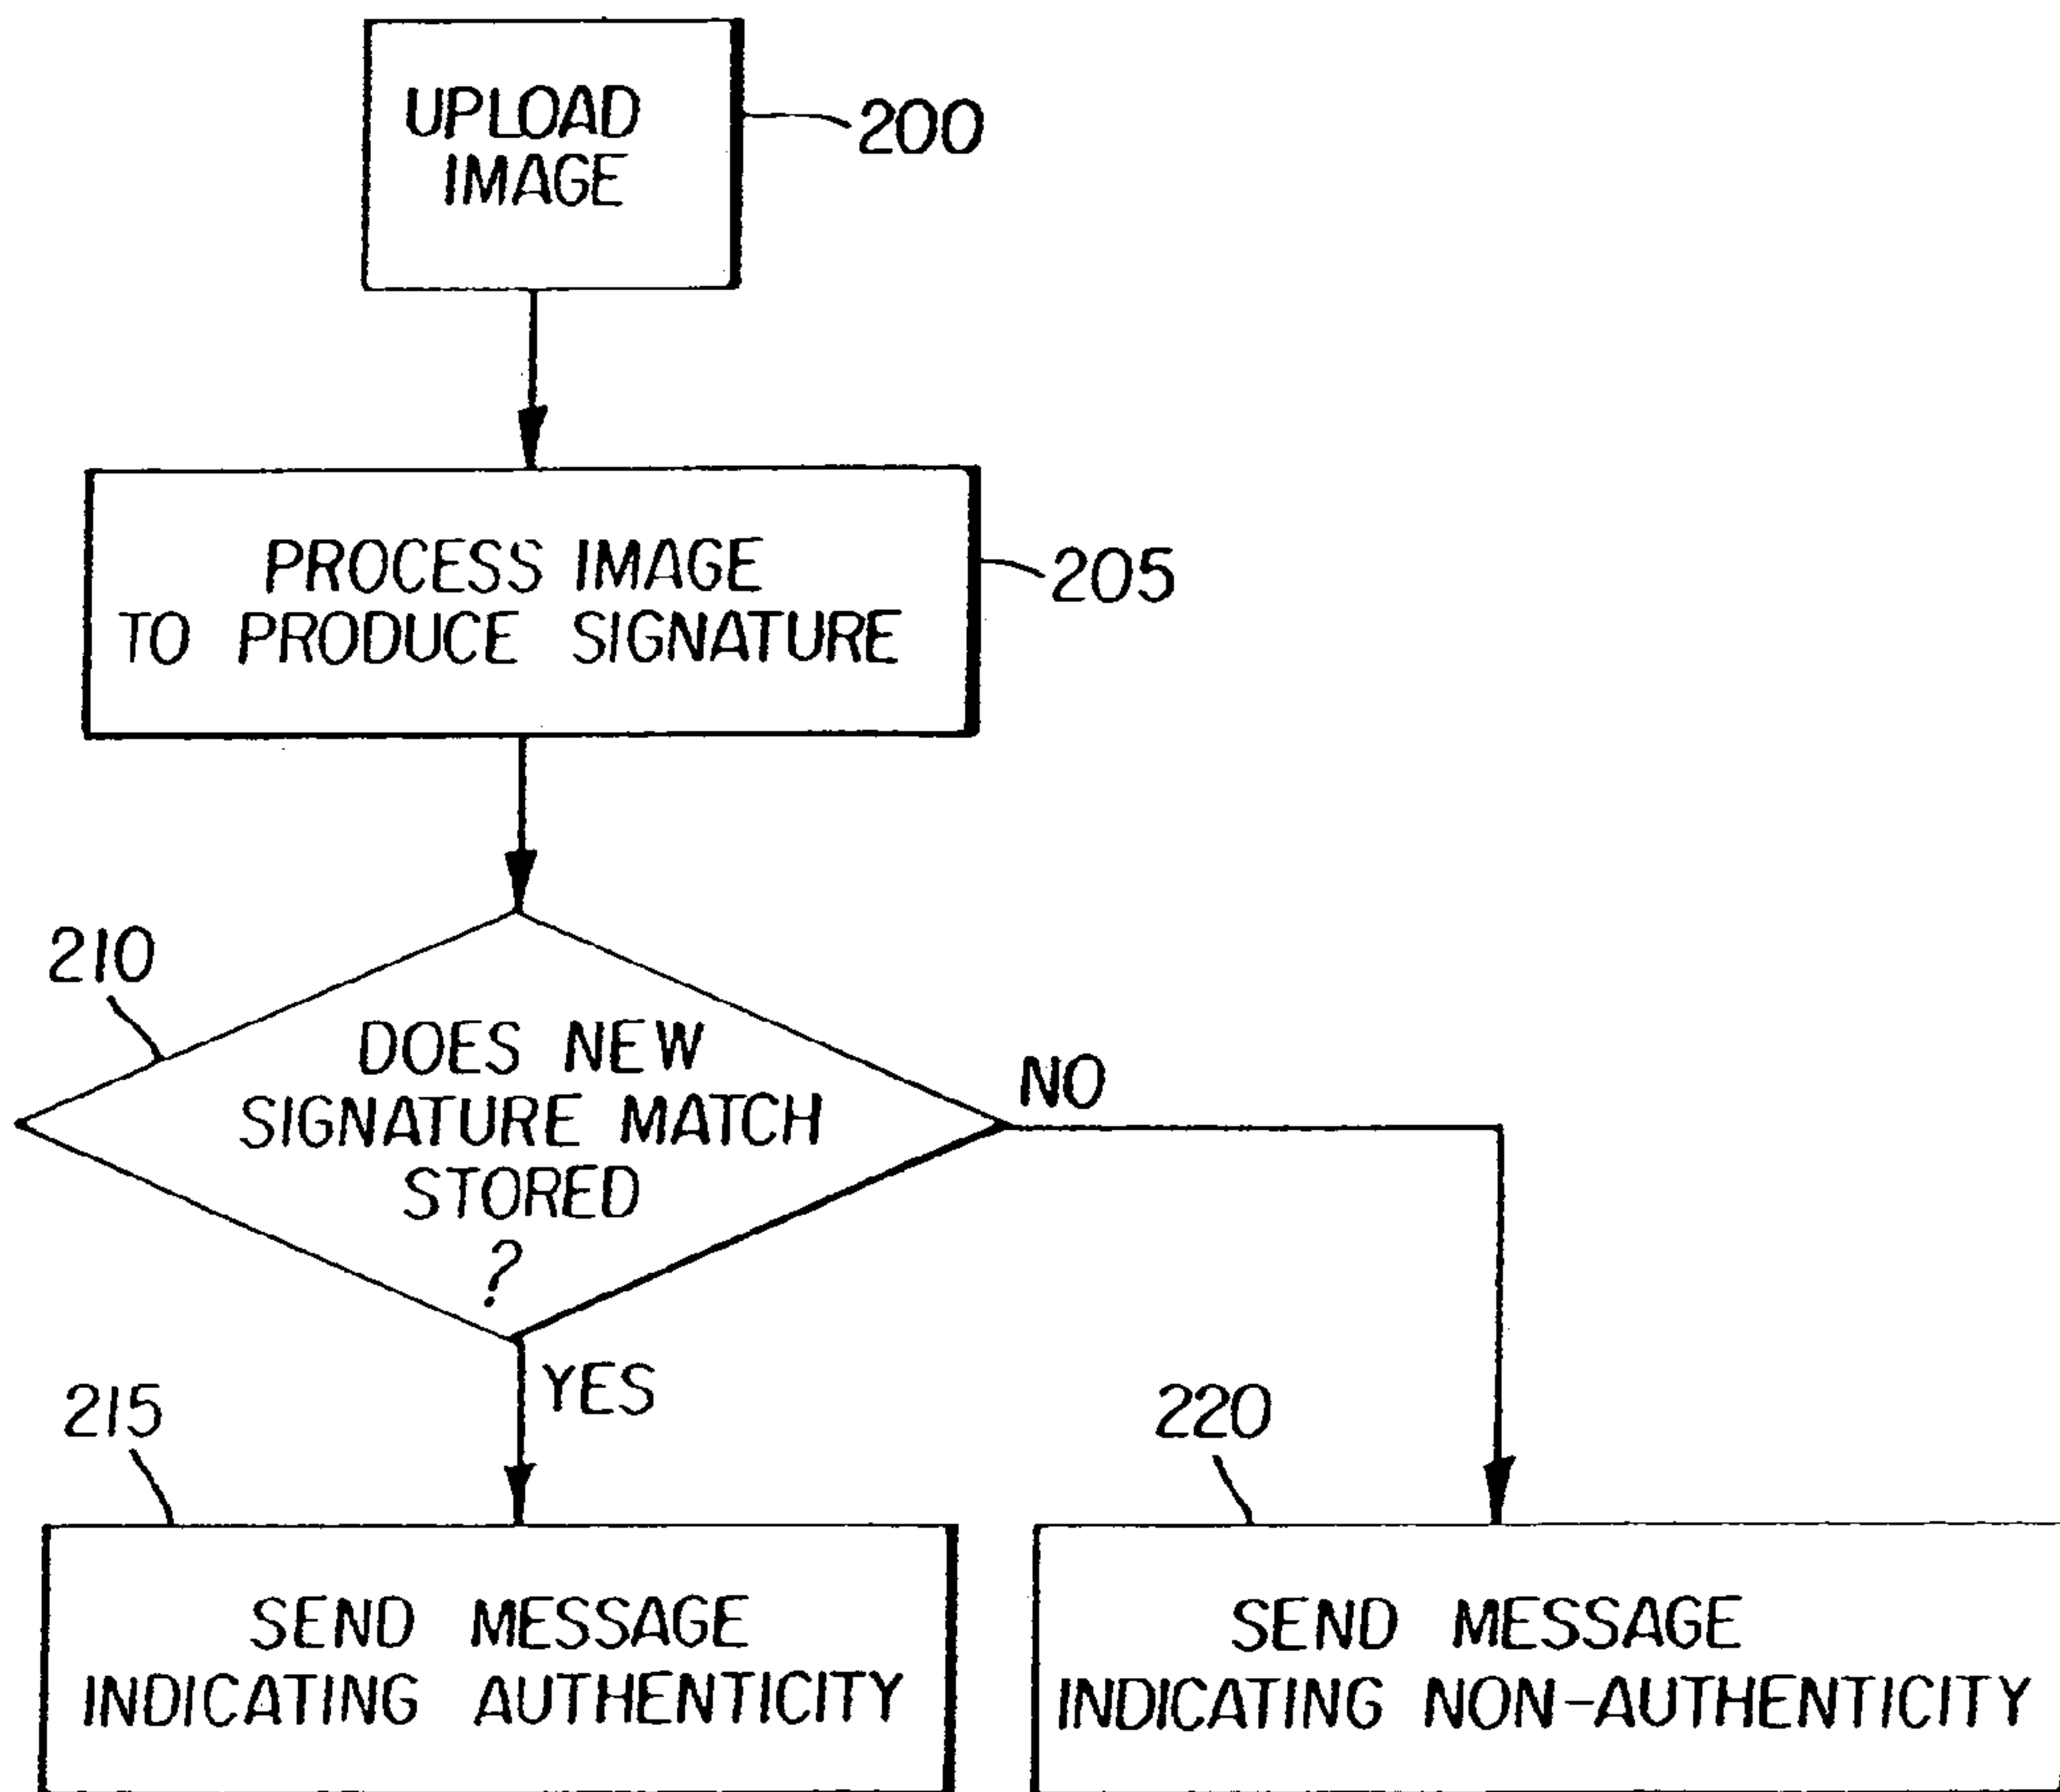 UPLOAD
IMAGE
200
PROCESS IMAGE
TO PRODUCE SIGNATURE
205
210
DOES NEW
SIGNATURE MATCH
STORED
?
NO
YES
215
220
SEND MESSAGE
INDICATING AUTHENTICITY
SEND MESSAGE
INDICATING NON-AUTHENTICITY